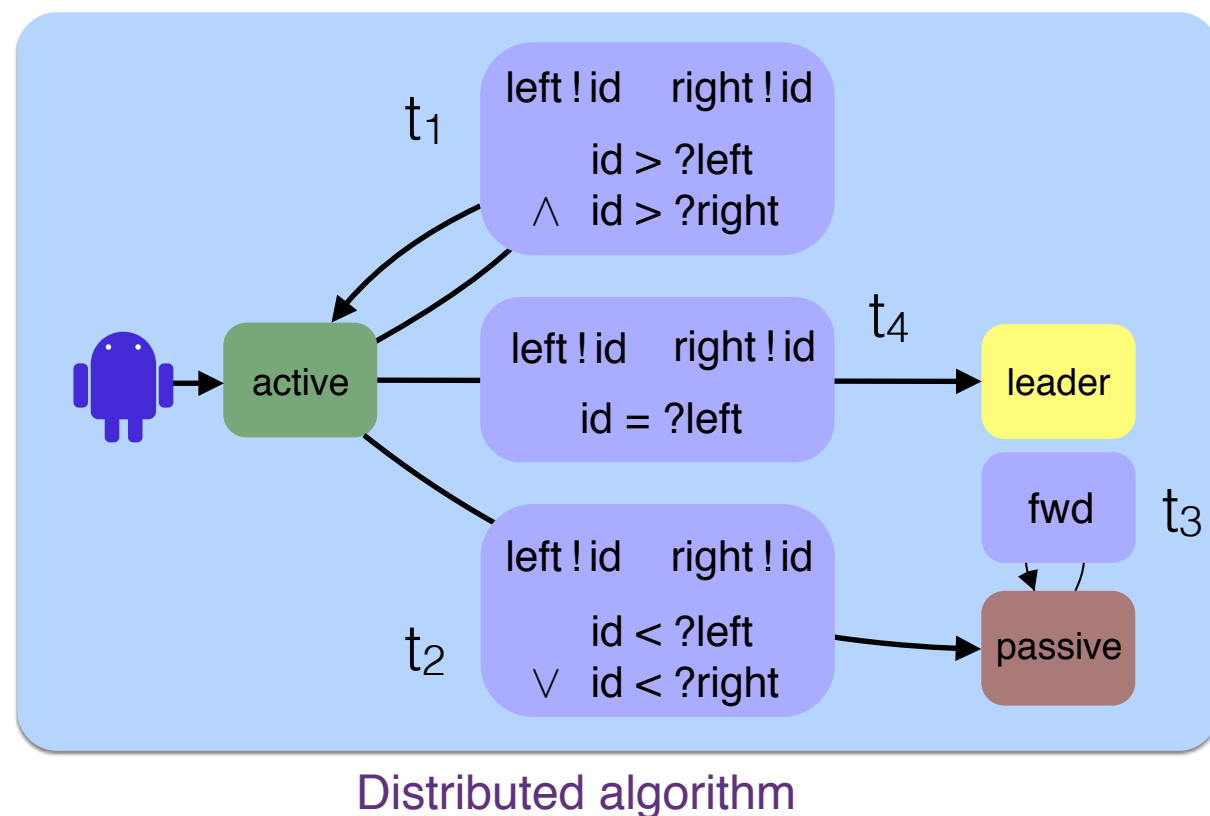 t₁
left ! id right ! id
id > ?left
∧ id > ?right
active
left ! id right ! id
id = ?left
t₄
leader
fwd
t₃
t₂
left ! id right ! id
id < ?left
∨ id < ?right
passive
Distributed algorithm